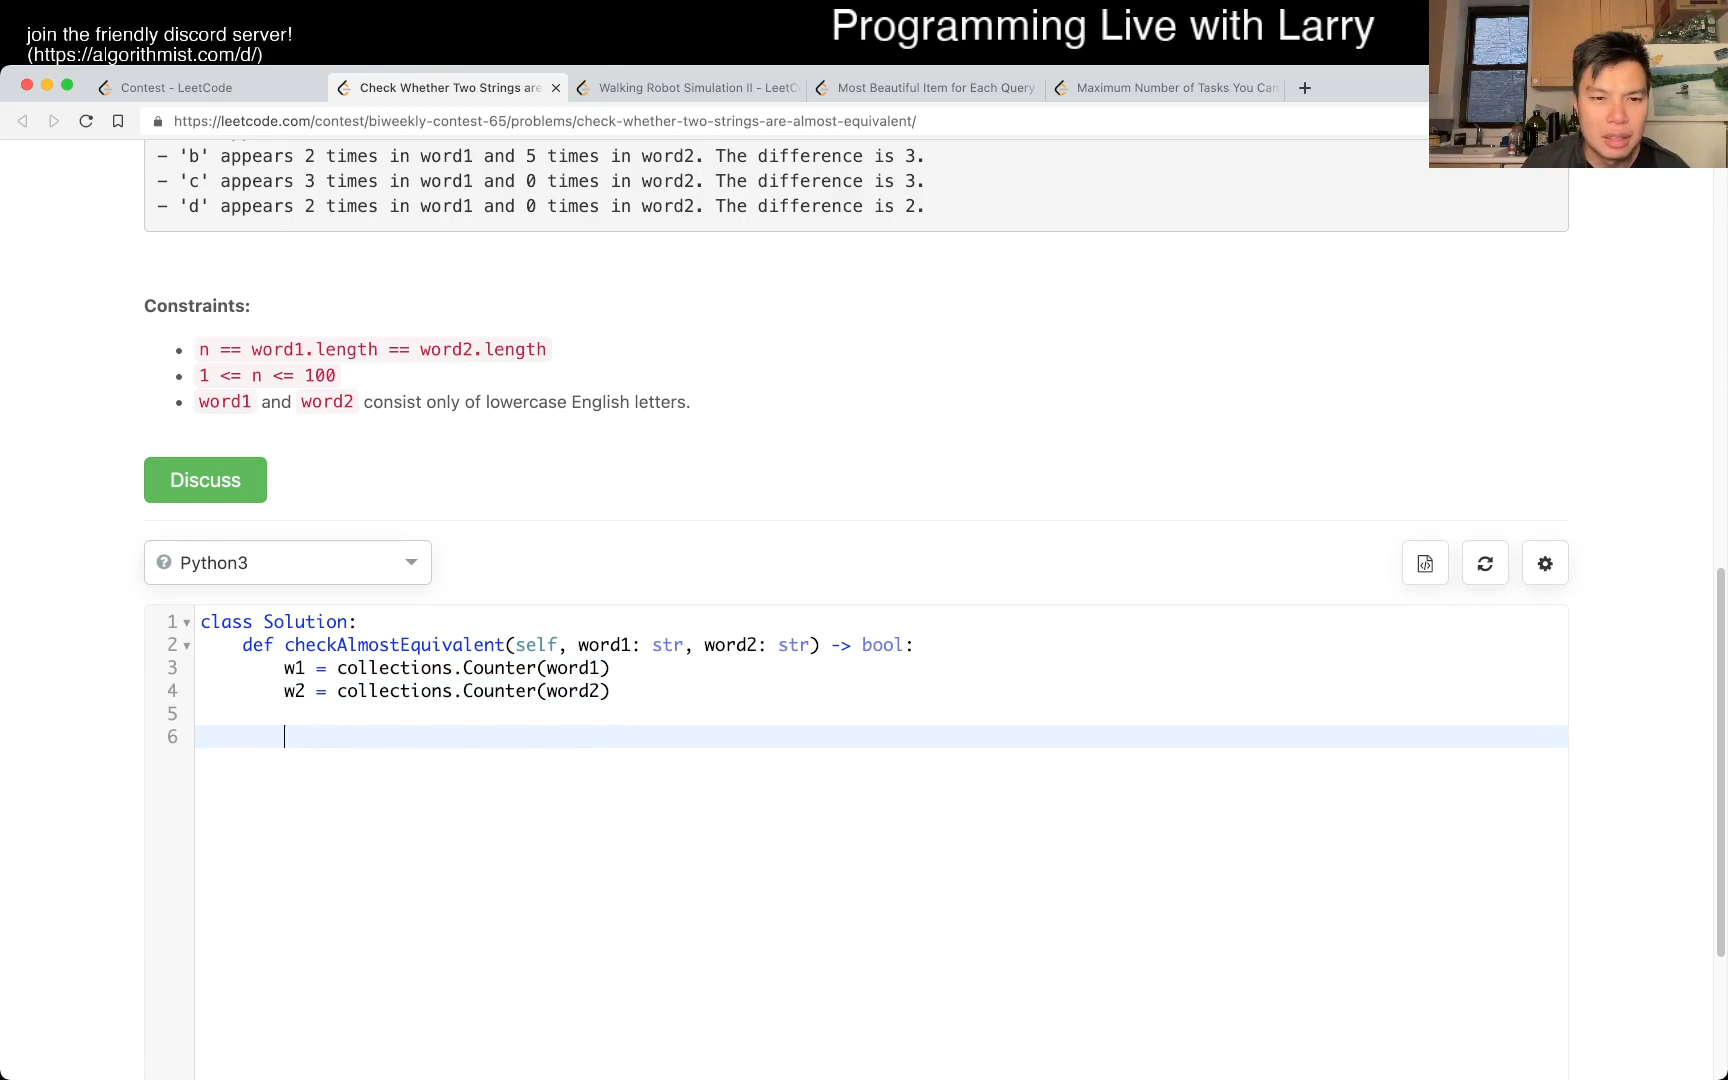 join the friendly discord server!
(https://algorithmist.com/d/)
Programming Live with Larry
Contest - LeetCode
Check Whether Two Strings are
Walking Robot Simulation II - LeetC
Most Beautiful Item for Each Query
Maximum Number of Tasks You Can
https://leetcode.com/contest/biweekly-contest-65/problems/check-whether-two-strings-are-almost-equivalent/
- 'b' appears 2 times in word1 and 5 times in word2. The difference is 3.
- 'c' appears 3 times in word1 and 0 times in word2. The difference is 3.
- 'd' appears 2 times in word1 and 0 times in word2. The difference is 2.
Constraints:
• n == word1.length == word2.length
• 1 <= n <= 100
• word1 and word2 consist only of lowercase English letters.
Discuss
Python3
1 class Solution:
2 def checkAlmostEquivalent(self, word1: str, word2: str) -> bool:
3 w1 = collections.Counter(word1)
4 w2 = collections.Counter(word2)
5
6